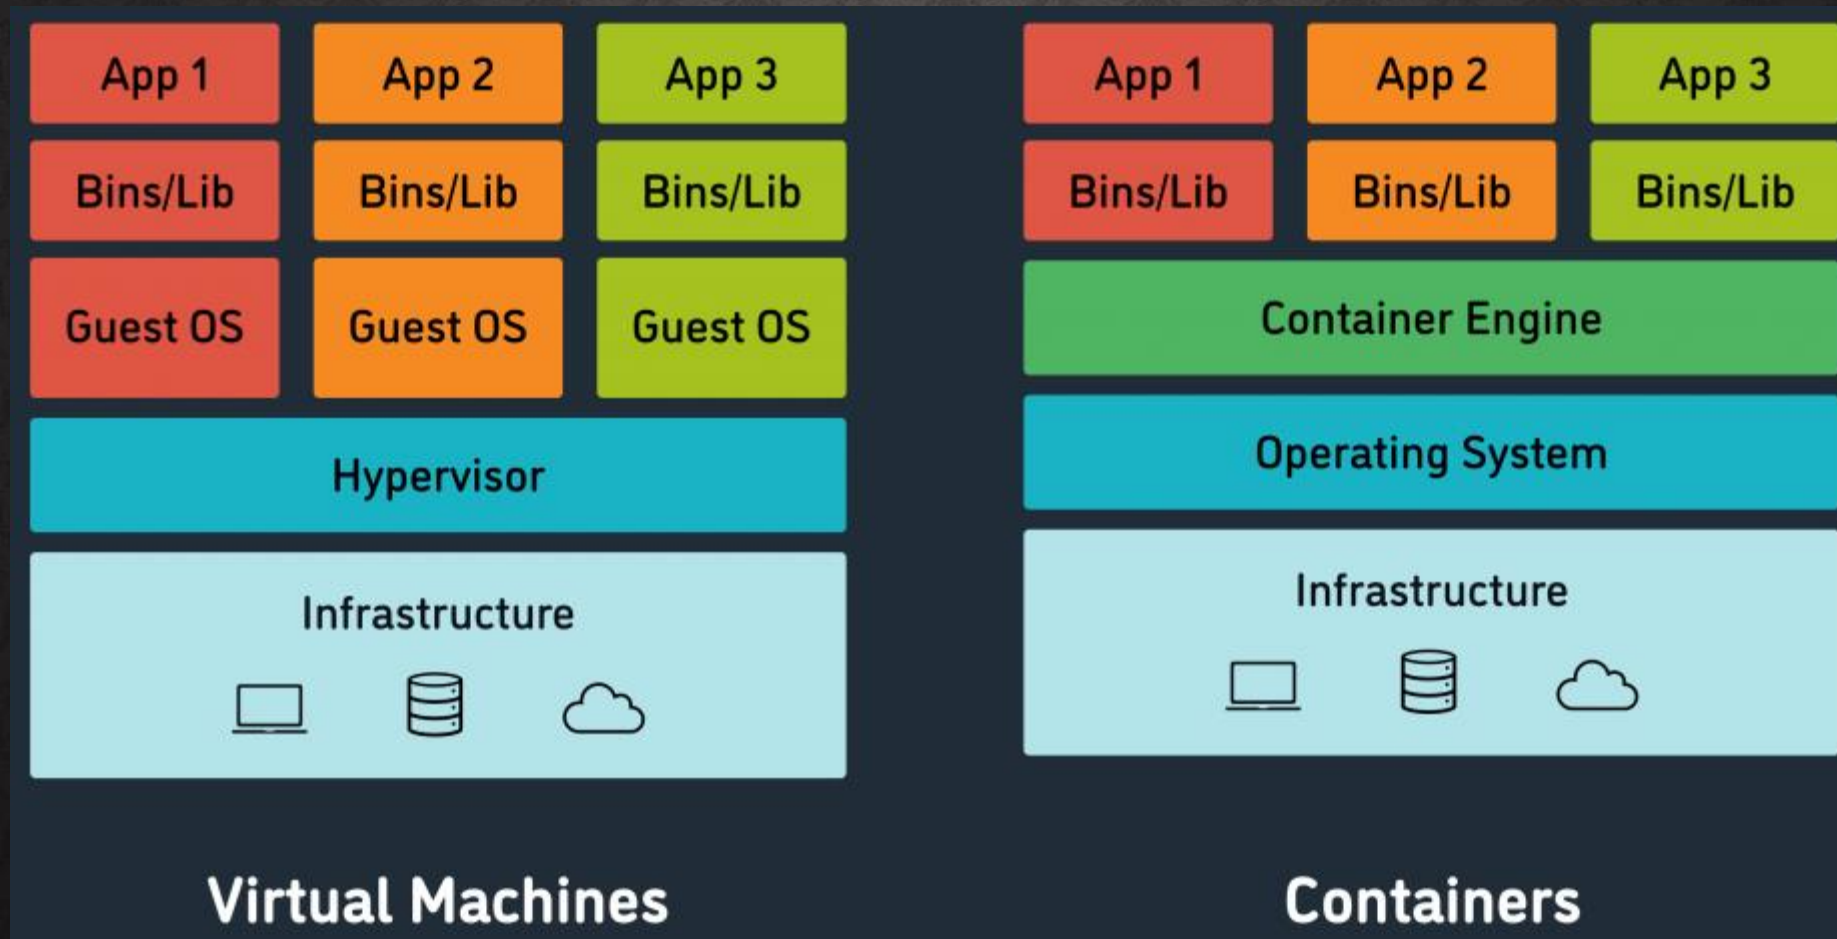 App 1
App 2
App 3
Bins/Lib
Bins/Lib
Bins/Lib
Guest OS
Guest OS
Guest OS
Hypervisor
Infrastructure
Virtual Machines
App 1
App 2
App 3
Bins/Lib
Bins/Lib
Bins/Lib
Container Engine
Operating System
Infrastructure
Containers